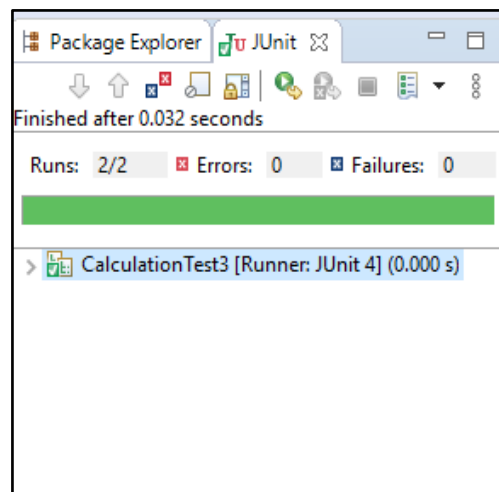 Package Explorer JUnit
Finished after 0.032 seconds
Runs: 2/2 Errors: 0 Failures: 0
CalculationTest3 [Runner: JUnit 4] (0.000 s)